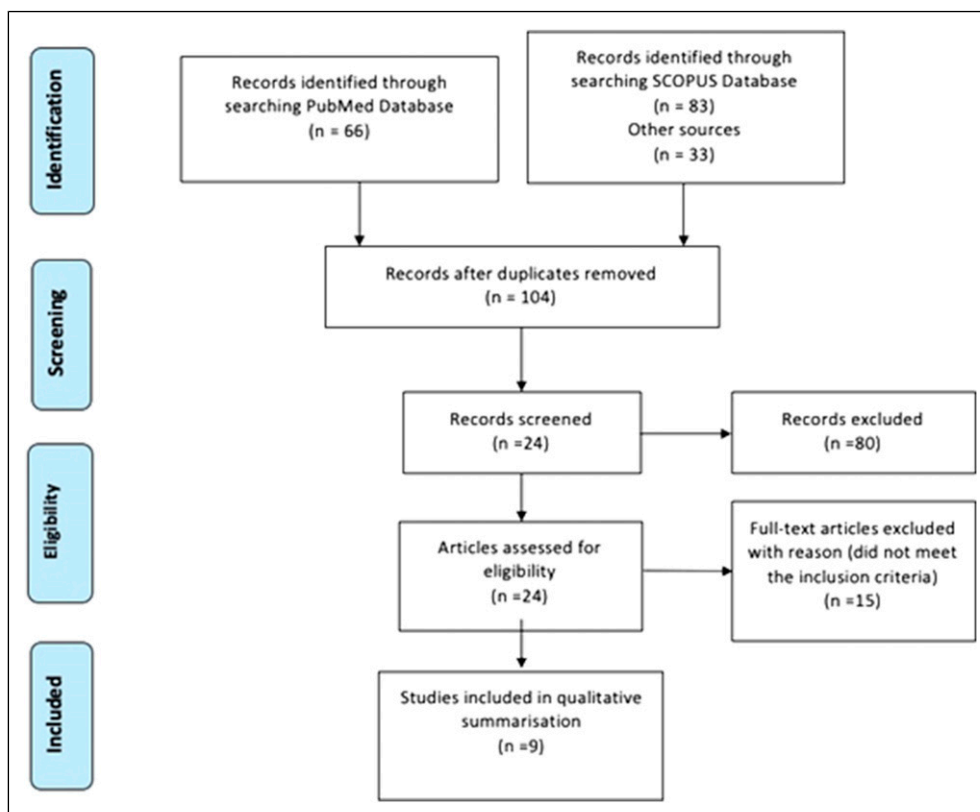 Identification
Records identified through
searching PubMed Database
(n = 66)
Records identified through
searching SCOPUS Database
(n = 83)
Other sources
(n = 33)
Screening
Records after duplicates removed
(n = 104)
Records screened
(n =24)
Records excluded
(n =80)
Eligibility
Articles assessed for
eligibility
(n =24)
Full-text articles excluded
with reason (did not meet
the inclusion criteria)
(n =15)
Included
Studies included in qualitative
summarisation
(n =9)